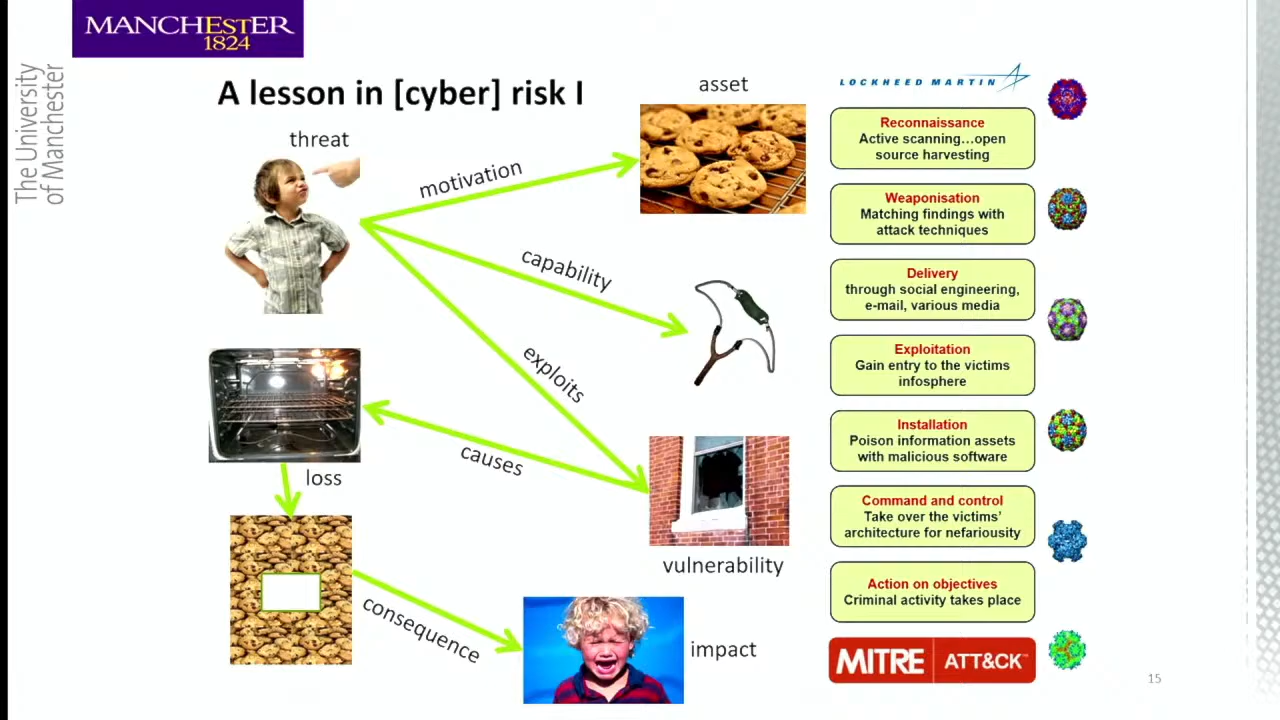 MANCHESTER
1824
The University
of Manchester
A lesson in [cyber] risk I
threat
motivation
asset
capability
exploits
causes
loss
vulnerability
consequence
impact
LOCKHEED MARTIN
Reconnaissance
Active scanning...open
source harvesting
Weaponisation
Matching findings with
attack techniques
Delivery
through social engineering,
e-mail, various media
Exploitation
Gain entry to the victims
infosphere
Installation
Poison information assets
with malicious software
Command and control
Take over the victims'
architecture for nefariousity
Action on objectives
Criminal activity takes place
MITRE ATT&CK™
15